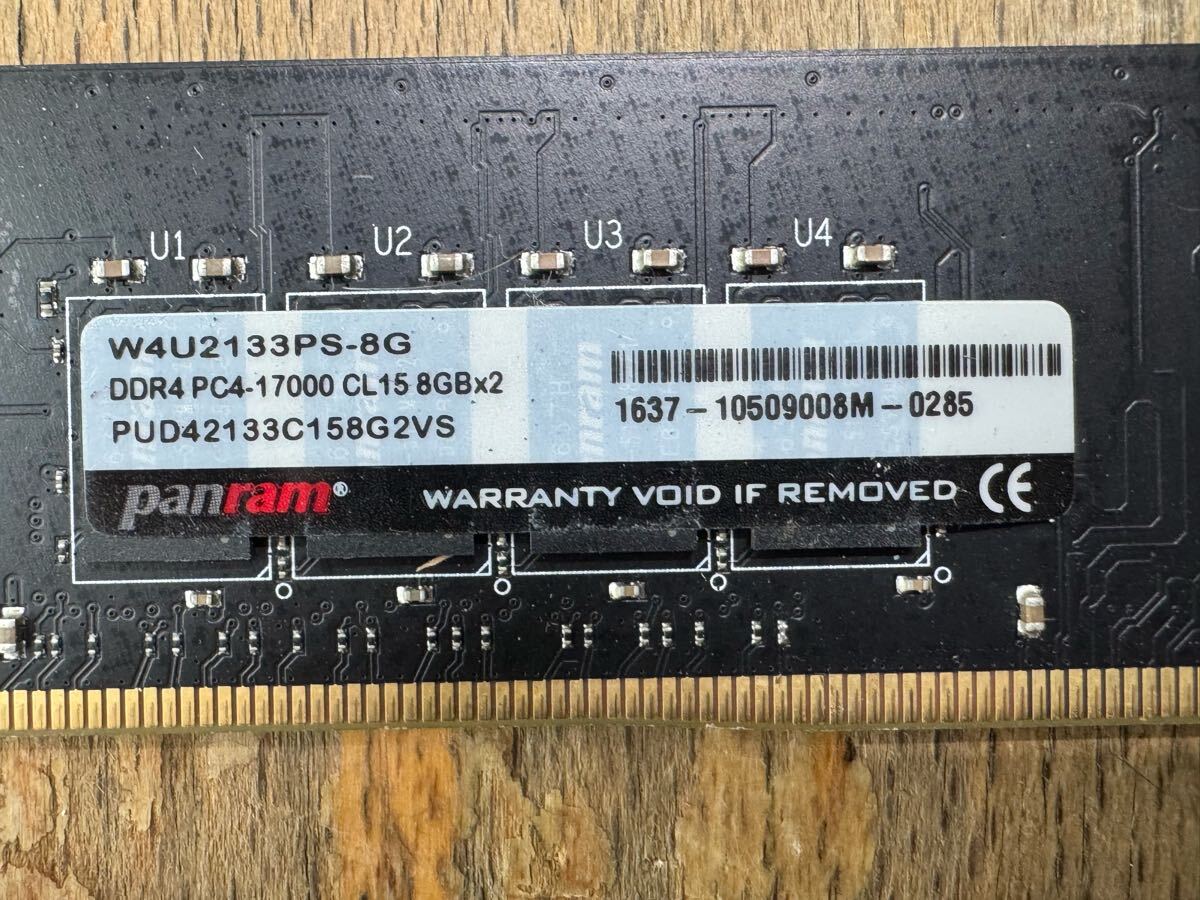 U1 U2 U3 U4
W4U2133PS-8G
DDR4 PC4-17000 CL15 8GBx2
PUD42133C158G2VS
1637-10509008M-0285
panram®
WARRANTY VOID IF REMOVED CE